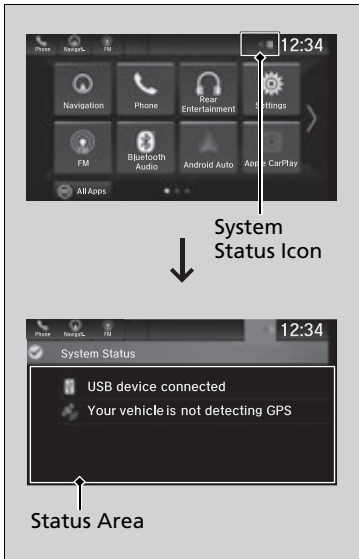 Phone Navigati.. FM 12:34
Navigation Phone Rear Entertainment Settings
FM Bluetooth Audio Android Auto Apple CarPlay
All Apps
System Status Icon
Phone Navigati.. FM 12:34
System Status
USB device connected
Your vehicle is not detecting GPS
Status Area